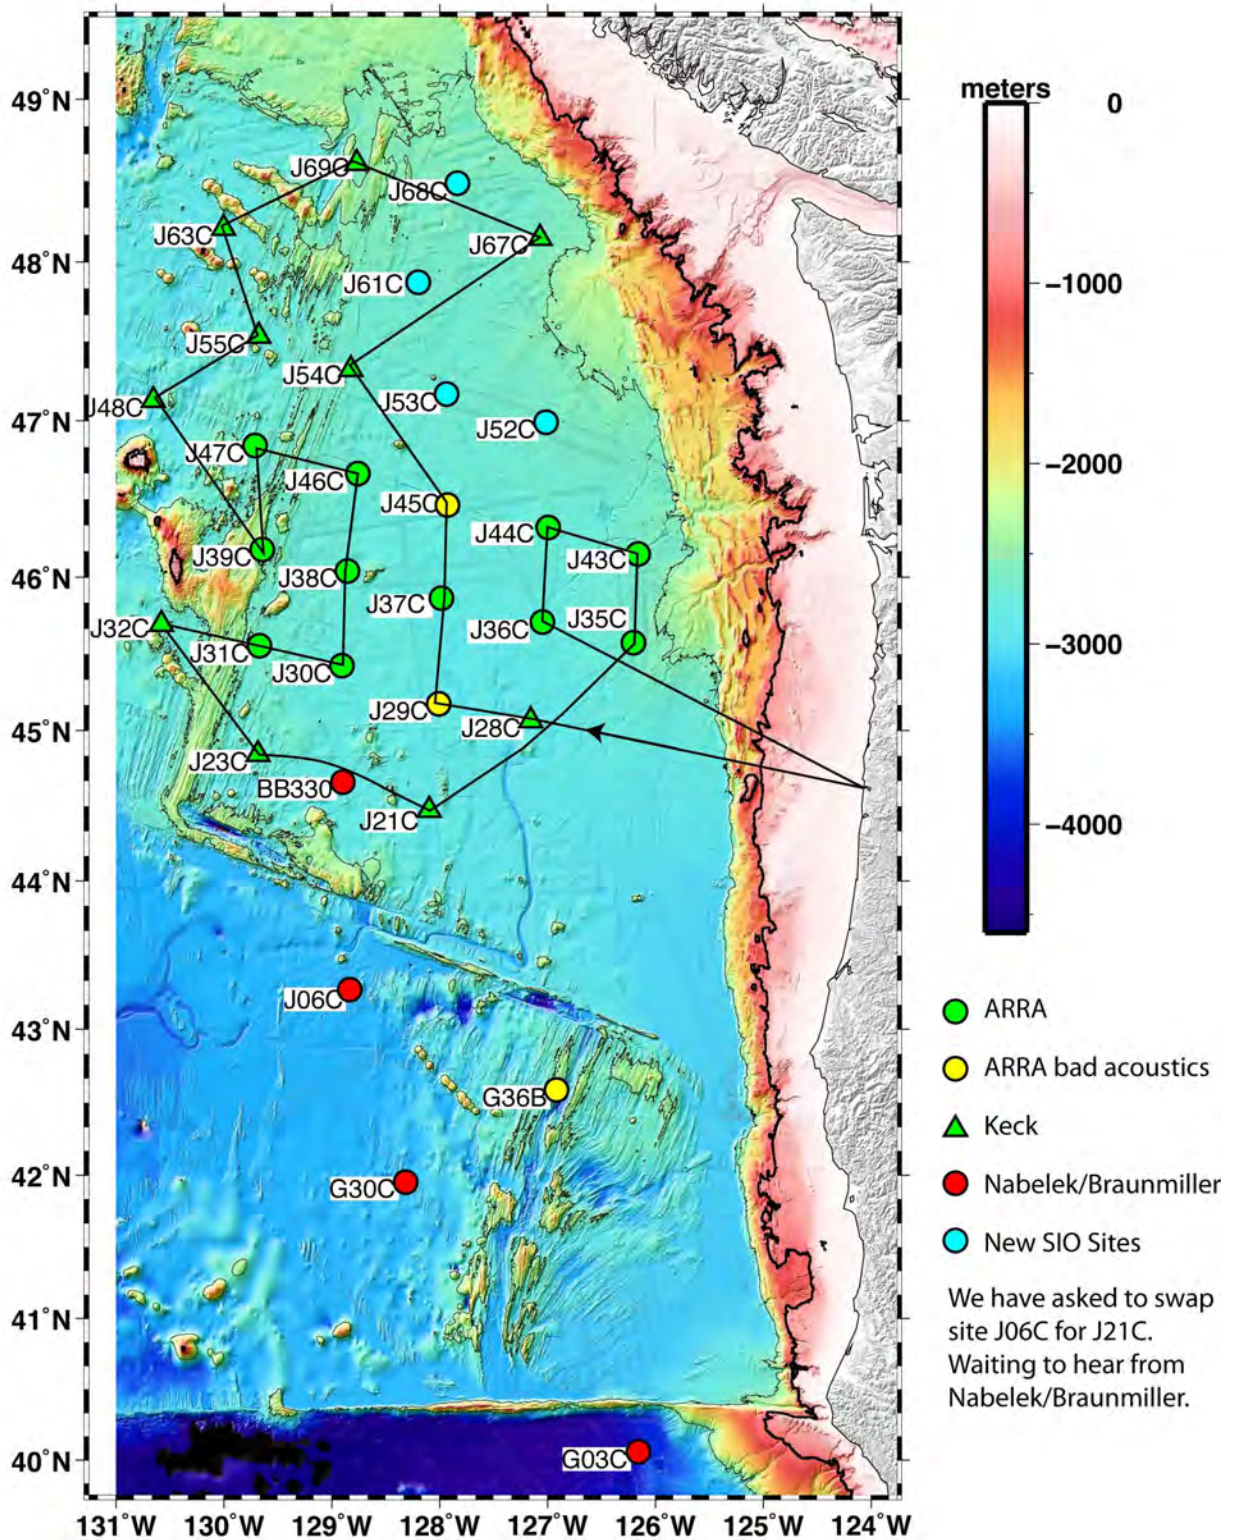 meters
0
−1000
−2000
−3000
−4000
49°N
48°N
47°N
46°N
45°N
44°N
43°N
42°N
41°N
40°N
131°W
130°W
129°W
128°W
127°W
126°W
125°W
124°W
J69C
J68C
J63C
J67C
J61C
J55C
J54C
J48C
J53C
J52C
J47C
J46C
J45C
J44C
J43C
J39C
J38C
J37C
J36C
J35C
J32C
J31C
J30C
J29C
J28C
J23C
BB330
J21C
J06C
G36B
G30C
G03C
ARRA
ARRA bad acoustics
Keck
Nabelek/Braunmiller
New SIO Sites
We have asked to swap
site J06C for J21C.
Waiting to hear from
Nabelek/Braunmiller.